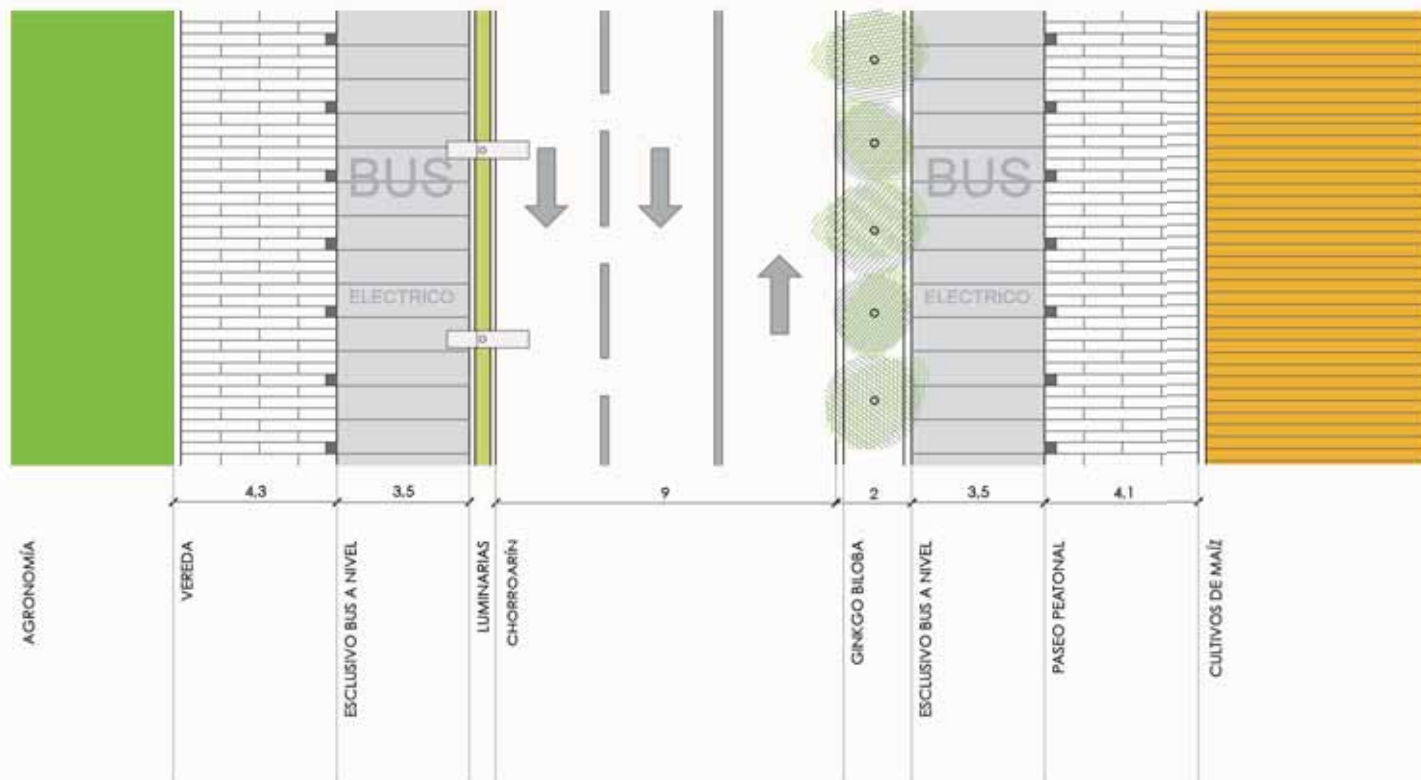 BUS
BUS
ELECTRICO
ELECTRICO
4,3
3,5
9
2
3,5
4,1
AGRONOMÍA
VEREDA
ESCLUSIVO BUS A NIVEL
LUMINARIAS
CHORROARÍN
GINKGO BILOBA
ESCLUSIVO BUS A NIVEL
PASEO PEATONAL
CULTIVOS DE MAÍZ